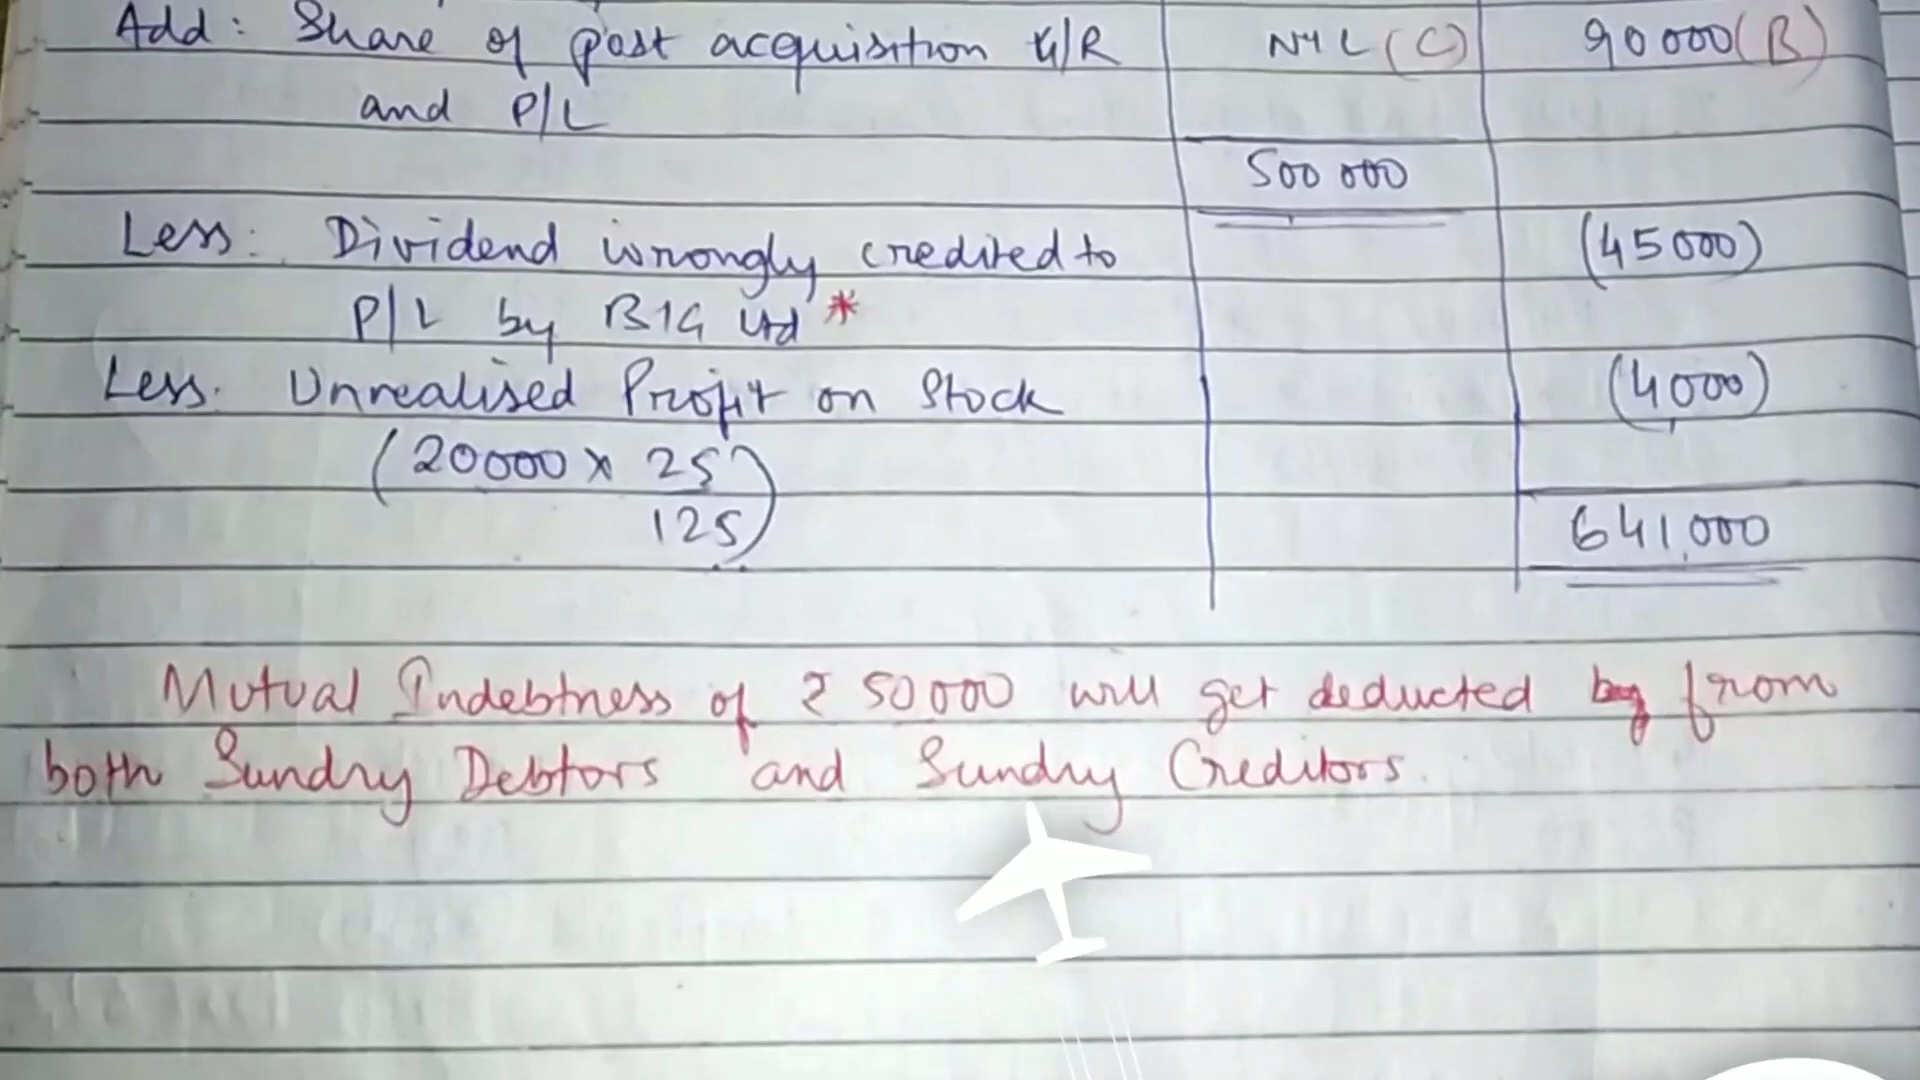 Add: Share of post acquisition G/R NIL (C) 90000 (B)
and P/L
500000
Less: Dividend wrongly credited to (45000)
P/L by BIG Ltd *
Less. Unrealised Profit on Stock (4000)
(20000 x 25
125)
641,000
Mutual Indebtness of ₹ 50000 will get deducted from
both Sundry Debtors and Sundry Creditors.